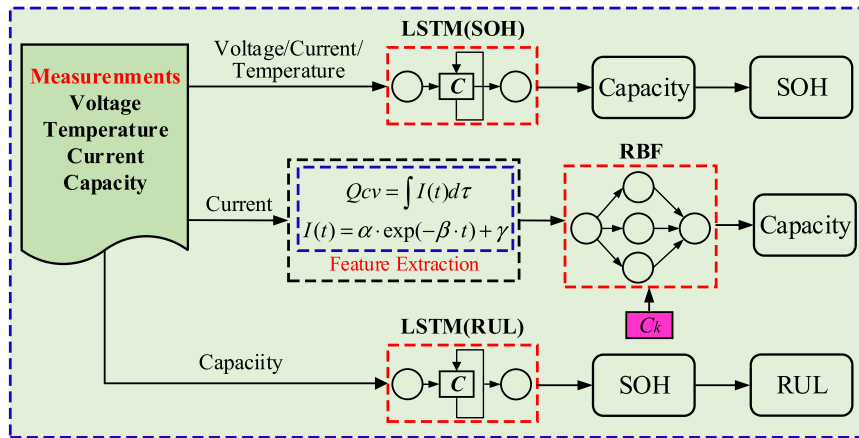 Measurenments
Voltage
Temperature
Current
Capacity
Voltage/Current/
Temperature
LSTM(SOH)
C
Capacity
SOH
Current
Qcv = ∫ I(t)dτ
I(t) = α · exp(−β · t) + γ
Feature Extraction
RBF
Capacity
Ck
Capaciity
LSTM(RUL)
C
SOH
RUL